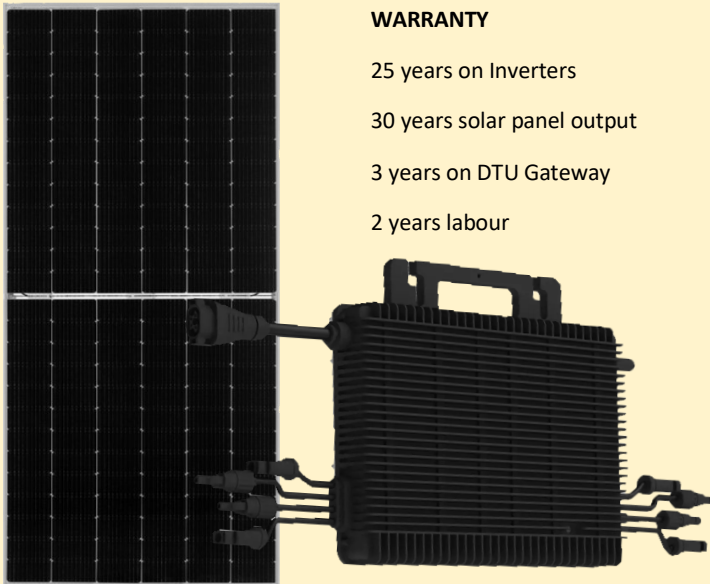 WARRANTY
25 years on Inverters
30 years solar panel output
3 years on DTU Gateway
2 years labour